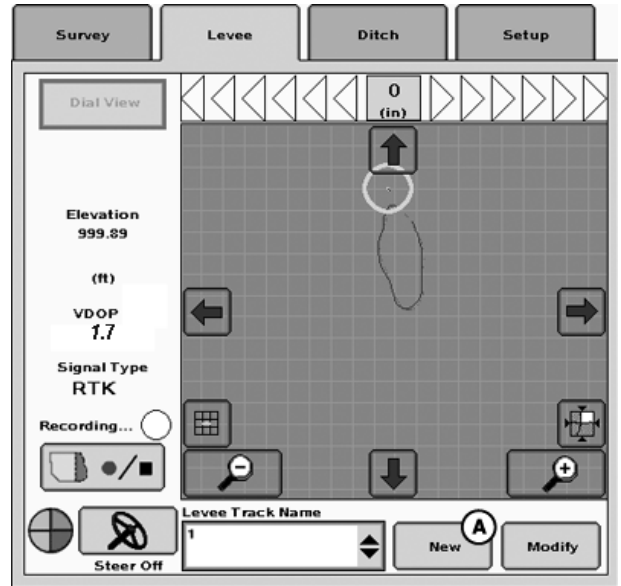 Survey
Levee
Ditch
Setup
Dial View
0
(in)
Elevation
999.89
(ft)
VDOP
1.7
Signal Type
RTK
Recording...
Steer Off
Levee Track Name
1
New
A
Modify